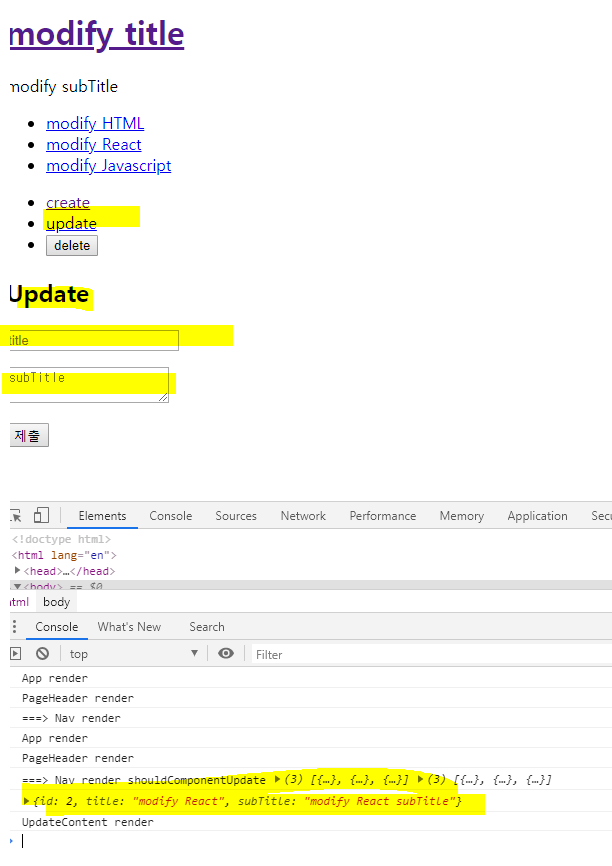 modify title
modify subTitle
modify HTML
modify React
modify Javascript
create
update
delete
Update
title
subTitle
제출
Elements Console Sources Network Performance Memory Application Secu
<!doctype html>
<html lang="en">
<head>…</head>
<body> == $0
html body
Console What's New Search
top Filter
App render
PageHeader render
===> Nav render
App render
PageHeader render
===> Nav render shouldComponentUpdate (3) [{…}, {…}, {…}] (3) [{…}, {…}, {…}]
{id: 2, title: "modify React", subTitle: "modify React subTitle"}
UpdateContent render